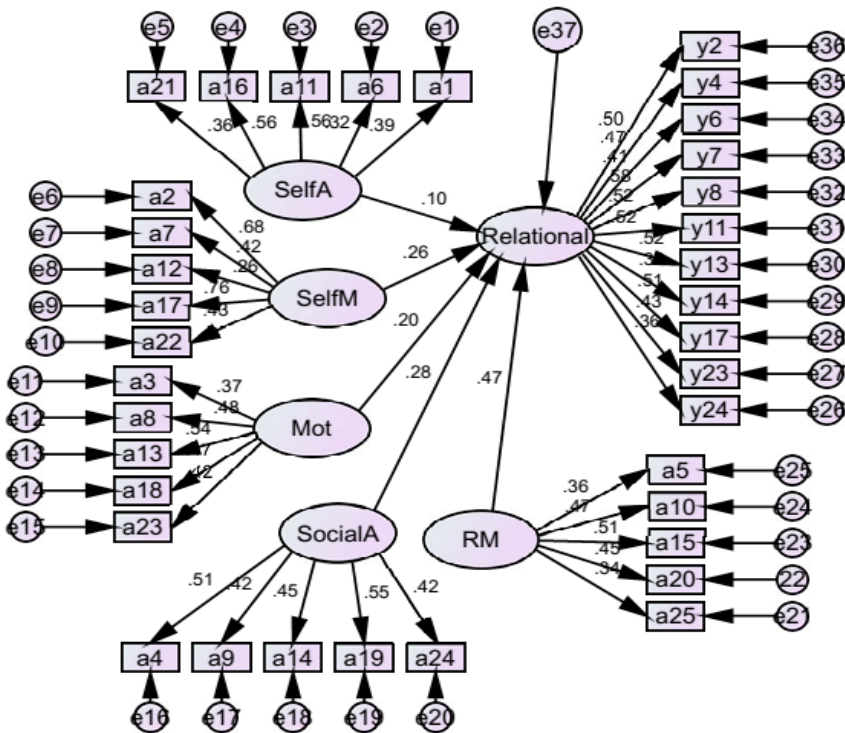 e5 e4 e3 e2 e1
e37
y2 e36
a21 a16 a11 a6 a1
y4 e35
.36 .56 .56 .32 .39
.50
y6 e34
.47
.41
y7 e33
.58
SelfA
.52
y8 e32
e6 a2
.10
.52
.68
y11 e31
e7 a7
Relational
.52
.42
y13 e30
e8 a12
.26
.26
.51
y14 e29
.76
SelfM
e9 a17
.43
.43
y17 e28
.20
.36
e10 a22
y23 e27
.28
.47
e11 a3
.37
y24 e26
.48
e12 a8
Mot
e13 a13
a5 e25
.42
.36
e14 a18
.47
a10 e24
e15 a23
.51
SocialA
RM
a15 e23
.45
a20 22
.34
.51 .42 .45 .55 .42
a25 e21
a4 a9 a14 a19 a24
e16 e17 e18 e19 e20